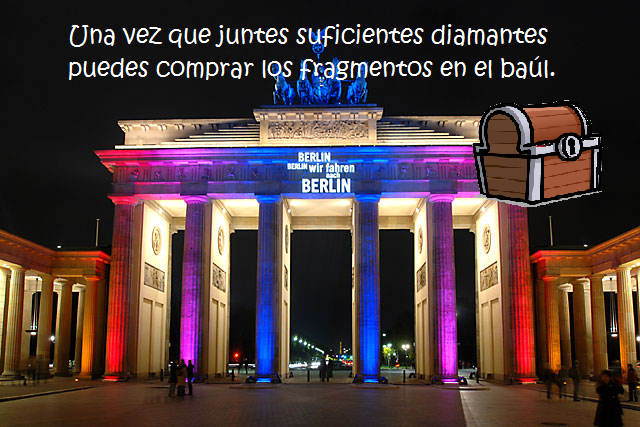 Una vez que juntes suficientes diamantes
puedes comprar los fragmentos en el baúl.
BERLIN
BERLIN wir fahren
nach
BERLIN